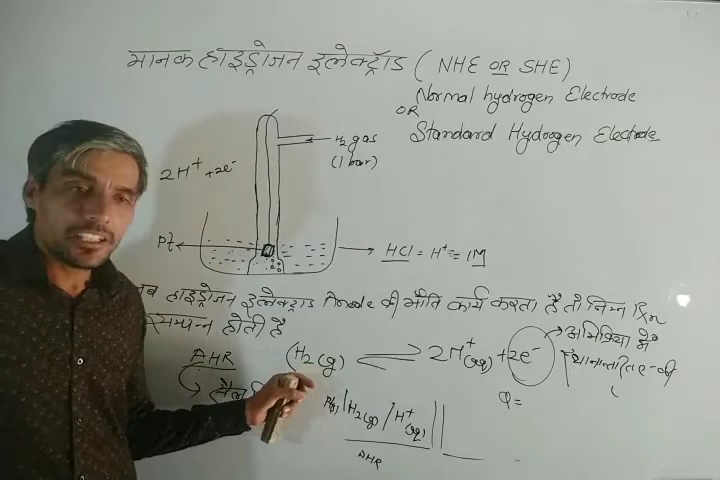 मानक हाइड्रोजन इलेक्ट्रॉड ( NHE OR SHE )
Normal hydrogen Electrode
OR
Standard Hydrogen Electrode
H2 gas
(1 bar)
2H+ +2e-
Pt
HCl = H+ = 1M
हाइड्रोजन इलेक्ट्राड Anode की भाँति कार्य करता है तो निम्न
सम्पन्न होती है
AHR
(H2(g) ⇌ 2H+(aq) + 2e-
अभिक्रिया में
e- की
सैल
Q=
Pt, | H2(g) / H+(aq) ||
AHR